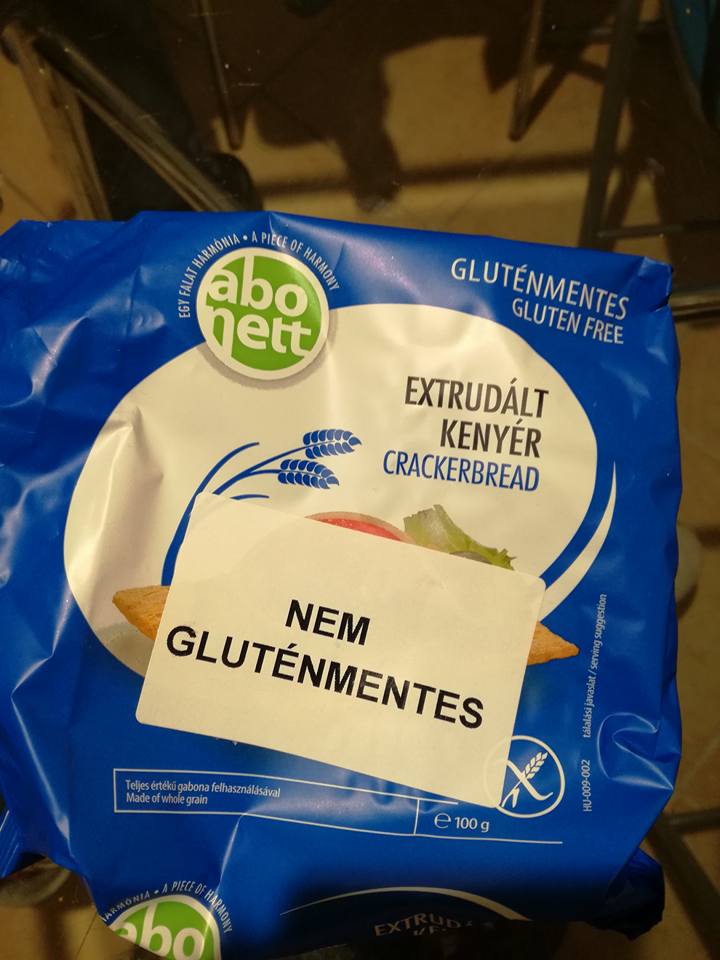 EGY FALAT HARMÓNIA • A PIECE OF HARMONY
abo
nett
GLUTÉNMENTES
GLUTEN FREE
EXTRUDÁLT
KENYÉR
CRACKERBREAD
NEM
GLUTÉNMENTES
tálalási javaslat / serving suggestion
HU-009-002
Teljes értékű gabona felhasználásával
Made of whole grain
℮ 100 g
HARMÓNIA • A PIECE OF HARMONY
abo